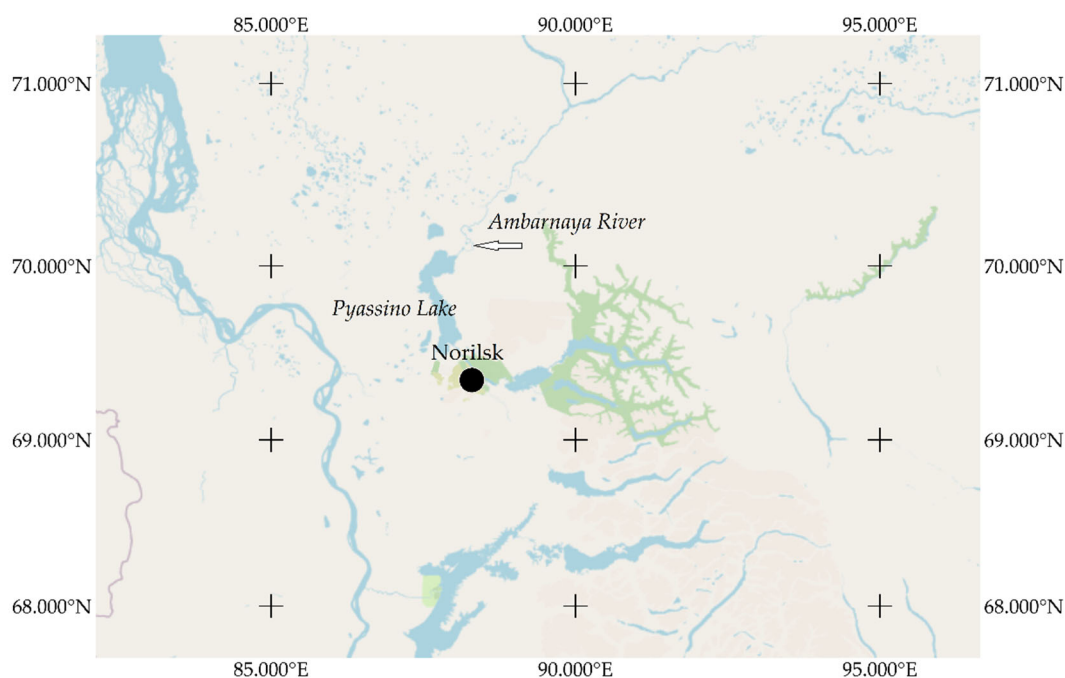 85.000°E 90.000°E 95.000°E
71.000°N 71.000°N
Ambarnaya River
70.000°N 70.000°N
Pyassino Lake
Norilsk
69.000°N 69.000°N
68.000°N 68.000°N
85.000°E 90.000°E 95.000°E